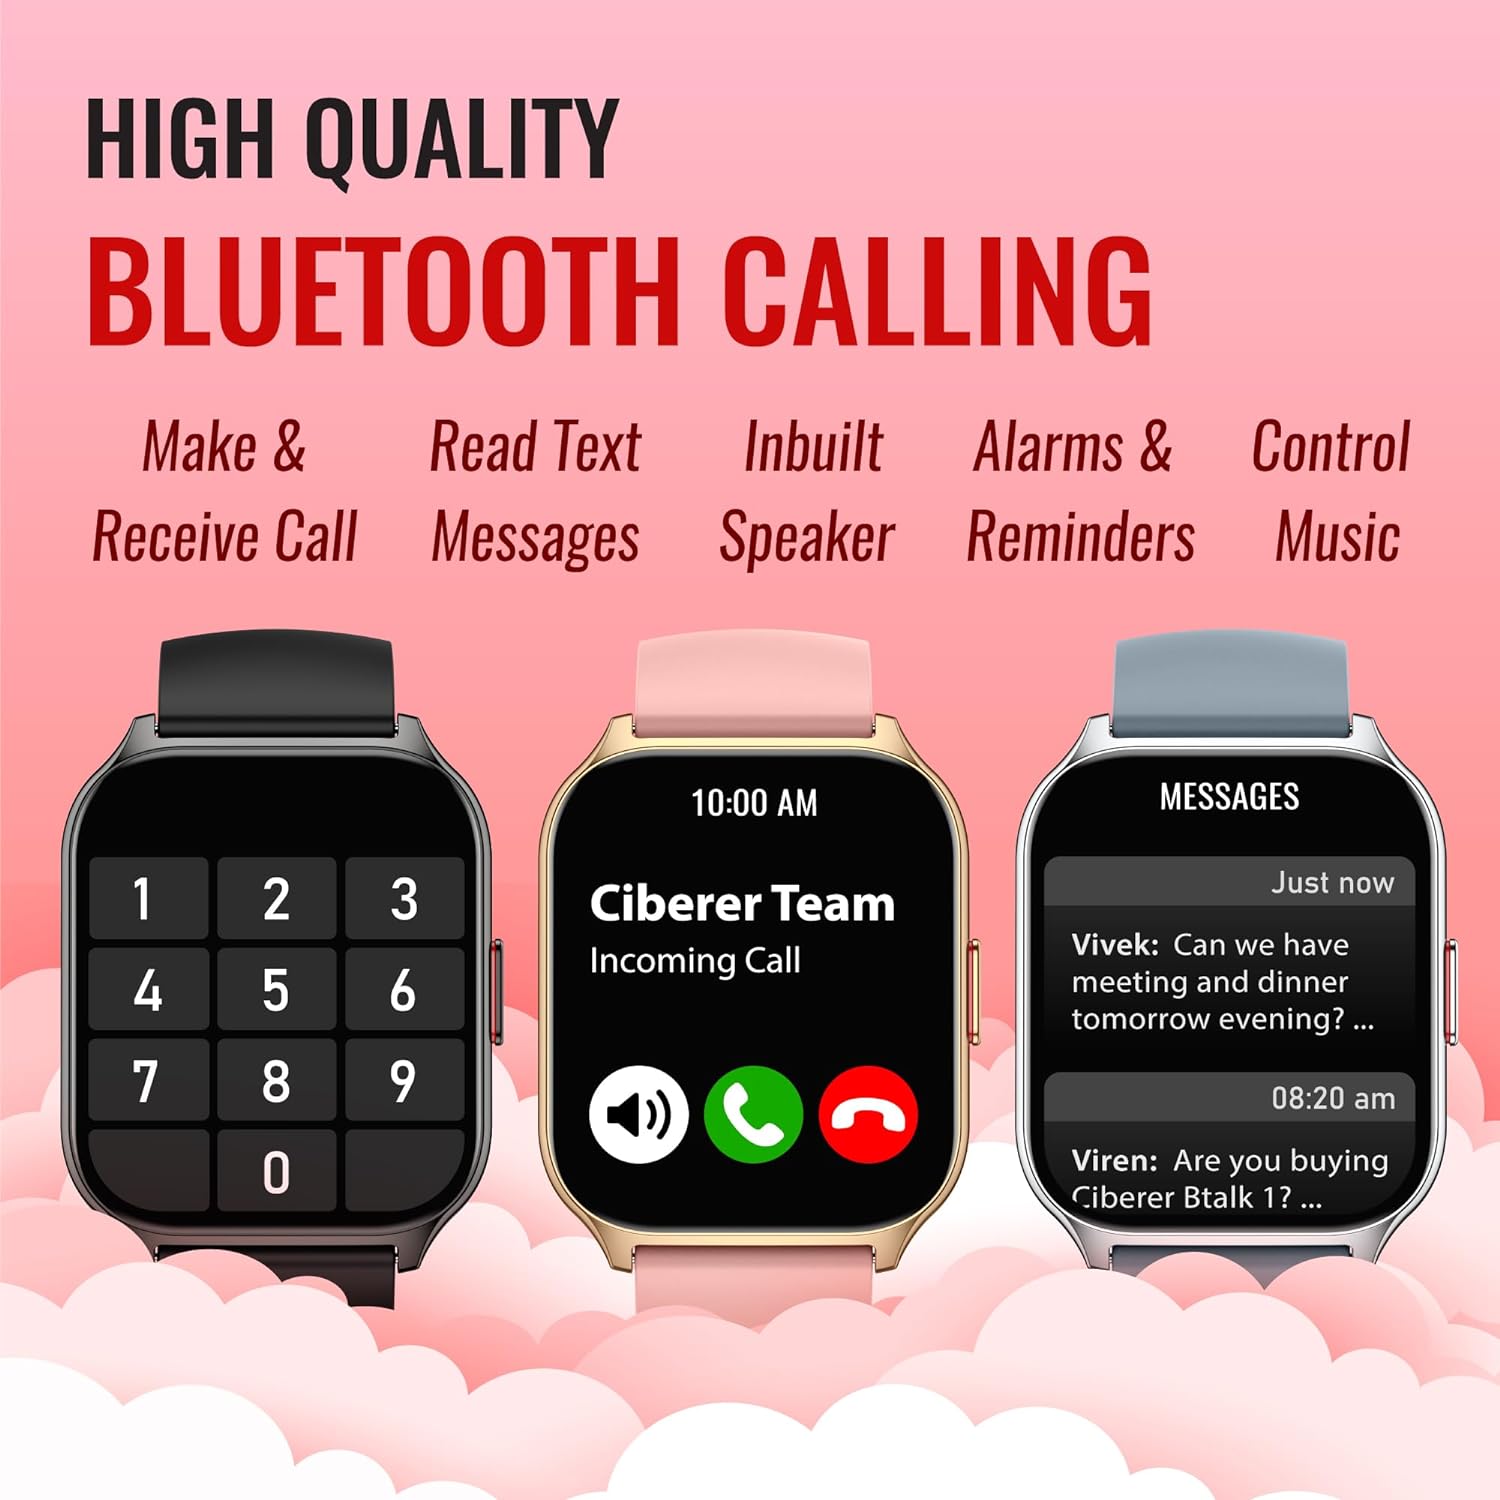 HIGH QUALITY
BLUETOOTH CALLING
Make &
Receive Call
Read Text
Messages
Inbuilt
Speaker
Alarms &
Reminders
Control
Music
1 2 3
4 5 6
7 8 9
0
10:00 AM
Ciberer Team
Incoming Call
MESSAGES
Just now
Vivek: Can we have
meeting and dinner
tomorrow evening? ...
08:20 am
Viren: Are you buying
Ciberer Btalk 1? ...